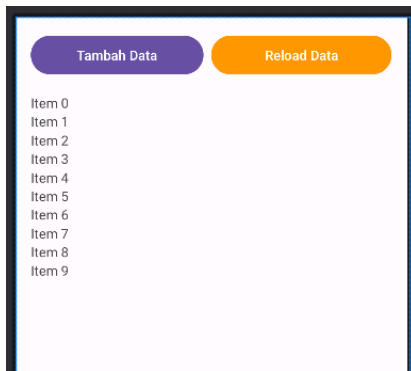 Tambah Data
Reload Data
Item 0
Item 1
Item 2
Item 3
Item 4
Item 5
Item 6
Item 7
Item 8
Item 9